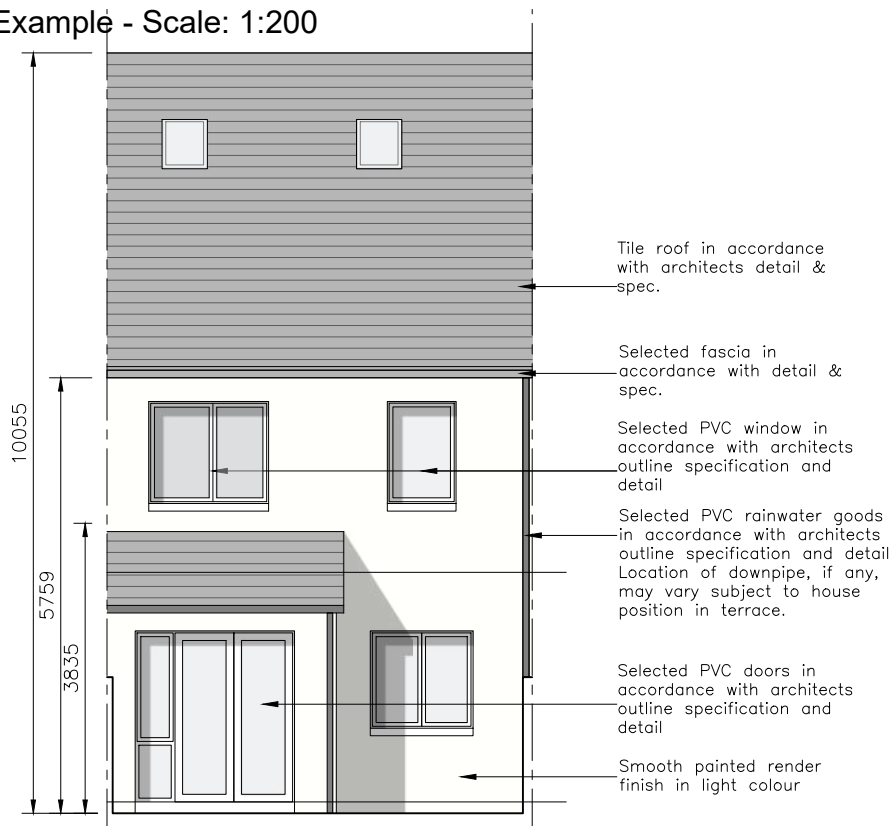 Example - Scale: 1:200
10055
5759
3835
Tile roof in accordance
with architects detail &
spec.
Selected fascia in
accordance with detail &
spec.
Selected PVC window in
accordance with architects
outline specification and
detail
Selected PVC rainwater goods
in accordance with architects
outline specification and detail
Location of downpipe, if any,
may vary subject to house
position in terrace.
Selected PVC doors in
accordance with architects
outline specification and
detail
Smooth painted render
finish in light colour